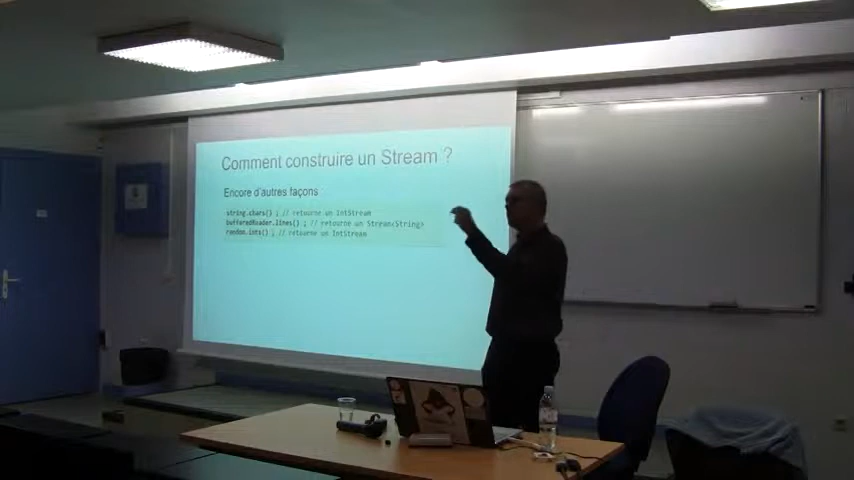 Comment construire un Stream ?
Encore d'autres façons
string.chars() ; // retourne un IntStream
bufferedReader.lines() ; // retourne un Stream<String>
random.ints() ; // retourne un IntStream